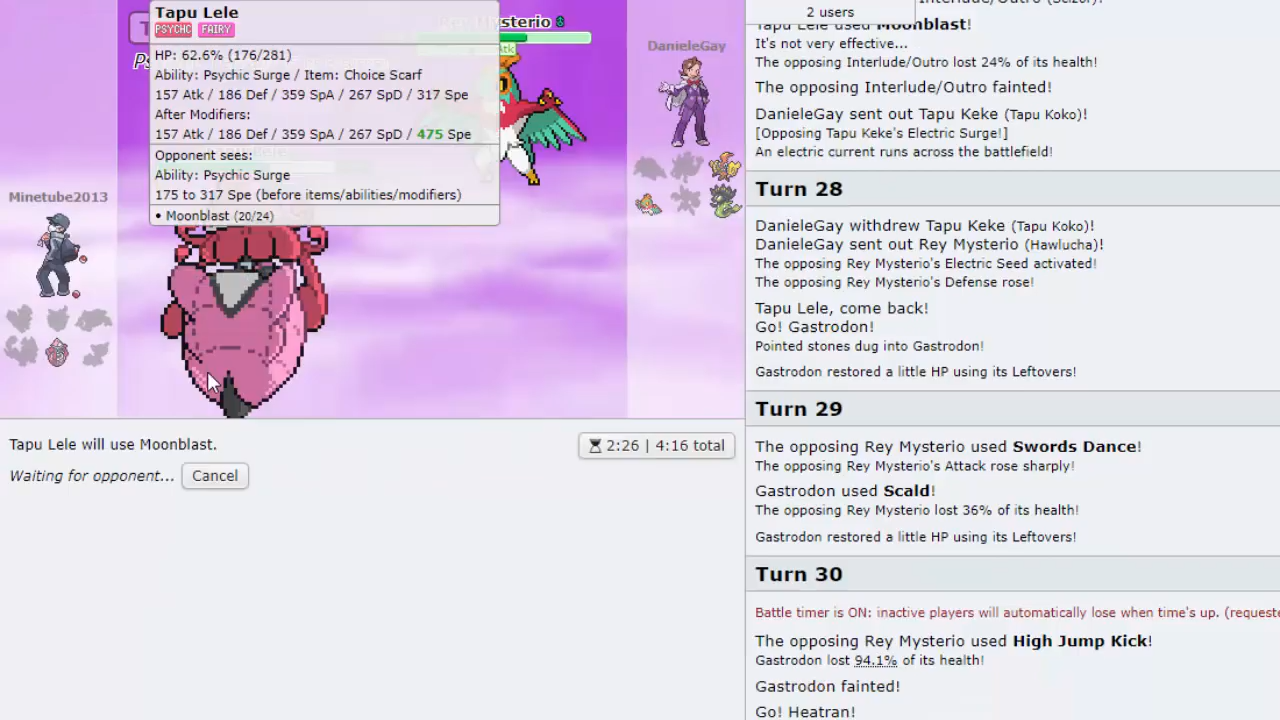 Tapu Lele
PSYCHC FAIRY
HP: 62.6% (176/281)
Ability: Psychic Surge / Item: Choice Scarf
157 Atk / 186 Def / 359 SpA / 267 SpD / 317 Spe
After Modifiers:
157 Atk / 186 Def / 359 SpA / 267 SpD / 475 Spe
Opponent sees:
Ability: Psychic Surge
175 to 317 Spe (before items/abilities/modifiers)
• Moonblast (20/24)
sterio
Atk
DanieleGay
Minetube2013
Tapu Lele will use Moonblast.
2:26 | 4:16 total
Waiting for opponent... Cancel
2 users
Tapu Lele used Moonblast!
It's not very effective...
The opposing Interlude/Outro lost 24% of its health!
The opposing Interlude/Outro fainted!
DanieleGay sent out Tapu Keke (Tapu Koko)!
[Opposing Tapu Keke's Electric Surge!]
An electric current runs across the battlefield!
Turn 28
DanieleGay withdrew Tapu Keke (Tapu Koko)!
DanieleGay sent out Rey Mysterio (Hawlucha)!
The opposing Rey Mysterio's Electric Seed activated!
The opposing Rey Mysterio's Defense rose!
Tapu Lele, come back!
Go! Gastrodon!
Pointed stones dug into Gastrodon!
Gastrodon restored a little HP using its Leftovers!
Turn 29
The opposing Rey Mysterio used Swords Dance!
The opposing Rey Mysterio's Attack rose sharply!
Gastrodon used Scald!
The opposing Rey Mysterio lost 36% of its health!
Gastrodon restored a little HP using its Leftovers!
Turn 30
Battle timer is ON: inactive players will automatically lose when time's up. (requeste
The opposing Rey Mysterio used High Jump Kick!
Gastrodon lost 94.1% of its health!
Gastrodon fainted!
Go! Heatran!